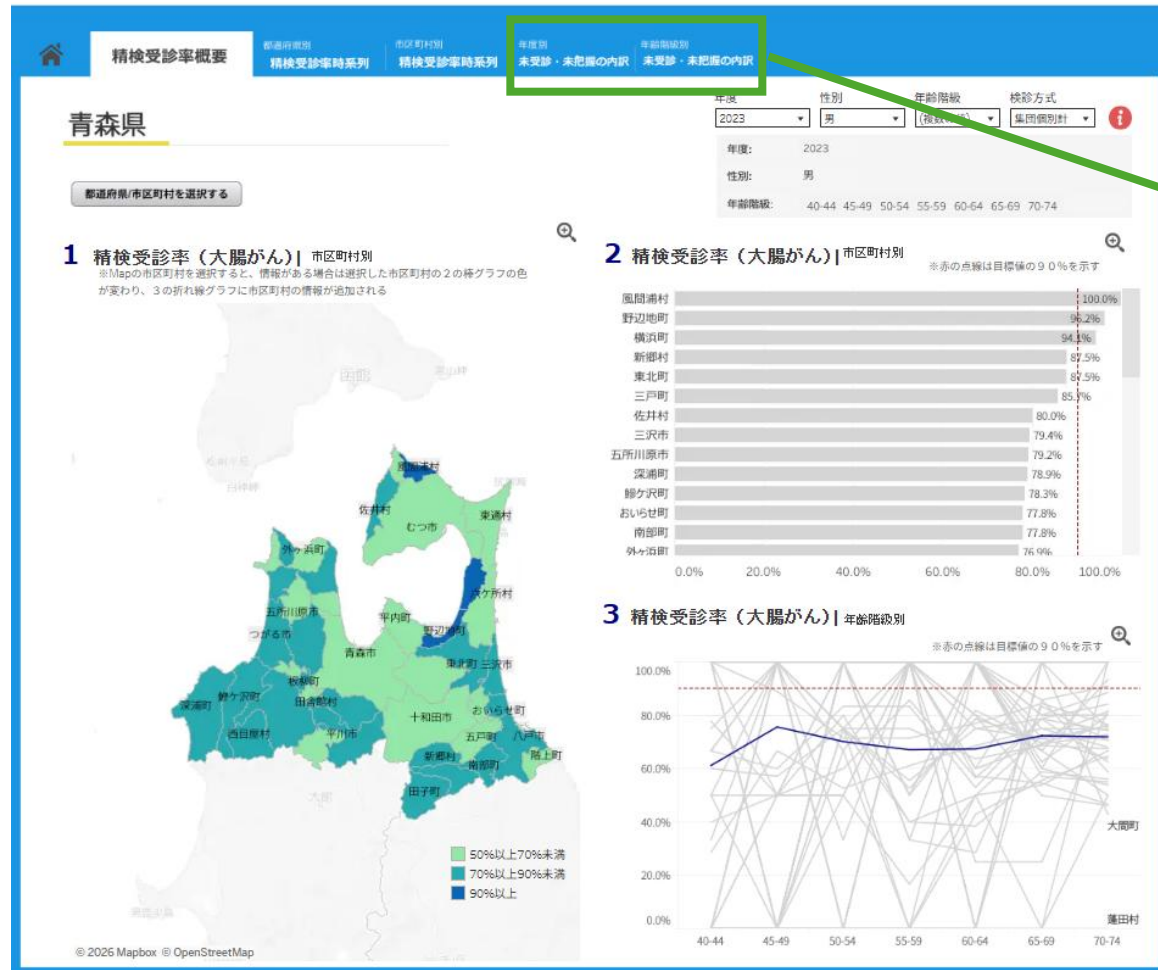 精検受診率概要
都道府県別
精検受診率時系列
市区町村別
精検受診率時系列
年度別
未受診・未把握の内訳
年齢階級別
未受診・未把握の内訳
青森県
都道府県/市区町村を選択する
年度
性別
年齢階級
検診方式
2023
男
集団個別計
年度:
2023
性別:
男
年齢階級:
40-44 45-49 50-54 55-59 60-64 65-69 70-74
1 精検受診率（大腸がん）| 市区町村別
※Mapの市区町村を選択すると、情報がある場合は選択した市区町村の２の棒グラフの色
が変わり、３の折れ線グラフに市区町村の情報が追加される
函館
風間浦村
佐井村
むつ市
東通村
外ヶ浜町
六ケ所村
五所川原市
平内町
つがる市
野辺地町
青森市
東北町
三沢市
板柳町
鰺ケ沢町
田舎館村
深浦町
十和田市
おいらせ町
西目屋村
平川市
五戸町
八戸市
新郷村
南部町
階上町
田子町
大館
50%以上70%未満
70%以上90%未満
90%以上
© 2026 Mapbox © OpenStreetMap
2 精検受診率（大腸がん）| 市区町村別
※赤の点線は目標値の９０％を示す
風間浦村 100.0%
野辺地町 96.2%
横浜町 94.1%
新郷村 87.5%
東北町 87.5%
三戸町
佐井村 80.0%
三沢市 79.4%
五所川原市 79.2%
深浦町 78.9%
鰺ケ沢町 78.3%
おいらせ町 77.8%
南部町 77.8%
外ヶ浜町 76.9%
0.0% 20.0% 40.0% 60.0% 80.0% 100.0%
3 精検受診率（大腸がん）| 年齢階級別
※赤の点線は目標値の９０％を示す
100.0%
80.0%
60.0%
40.0%
20.0%
0.0%
大間町
蓬田村
40-44 45-49 50-54 55-59 60-64 65-69 70-74